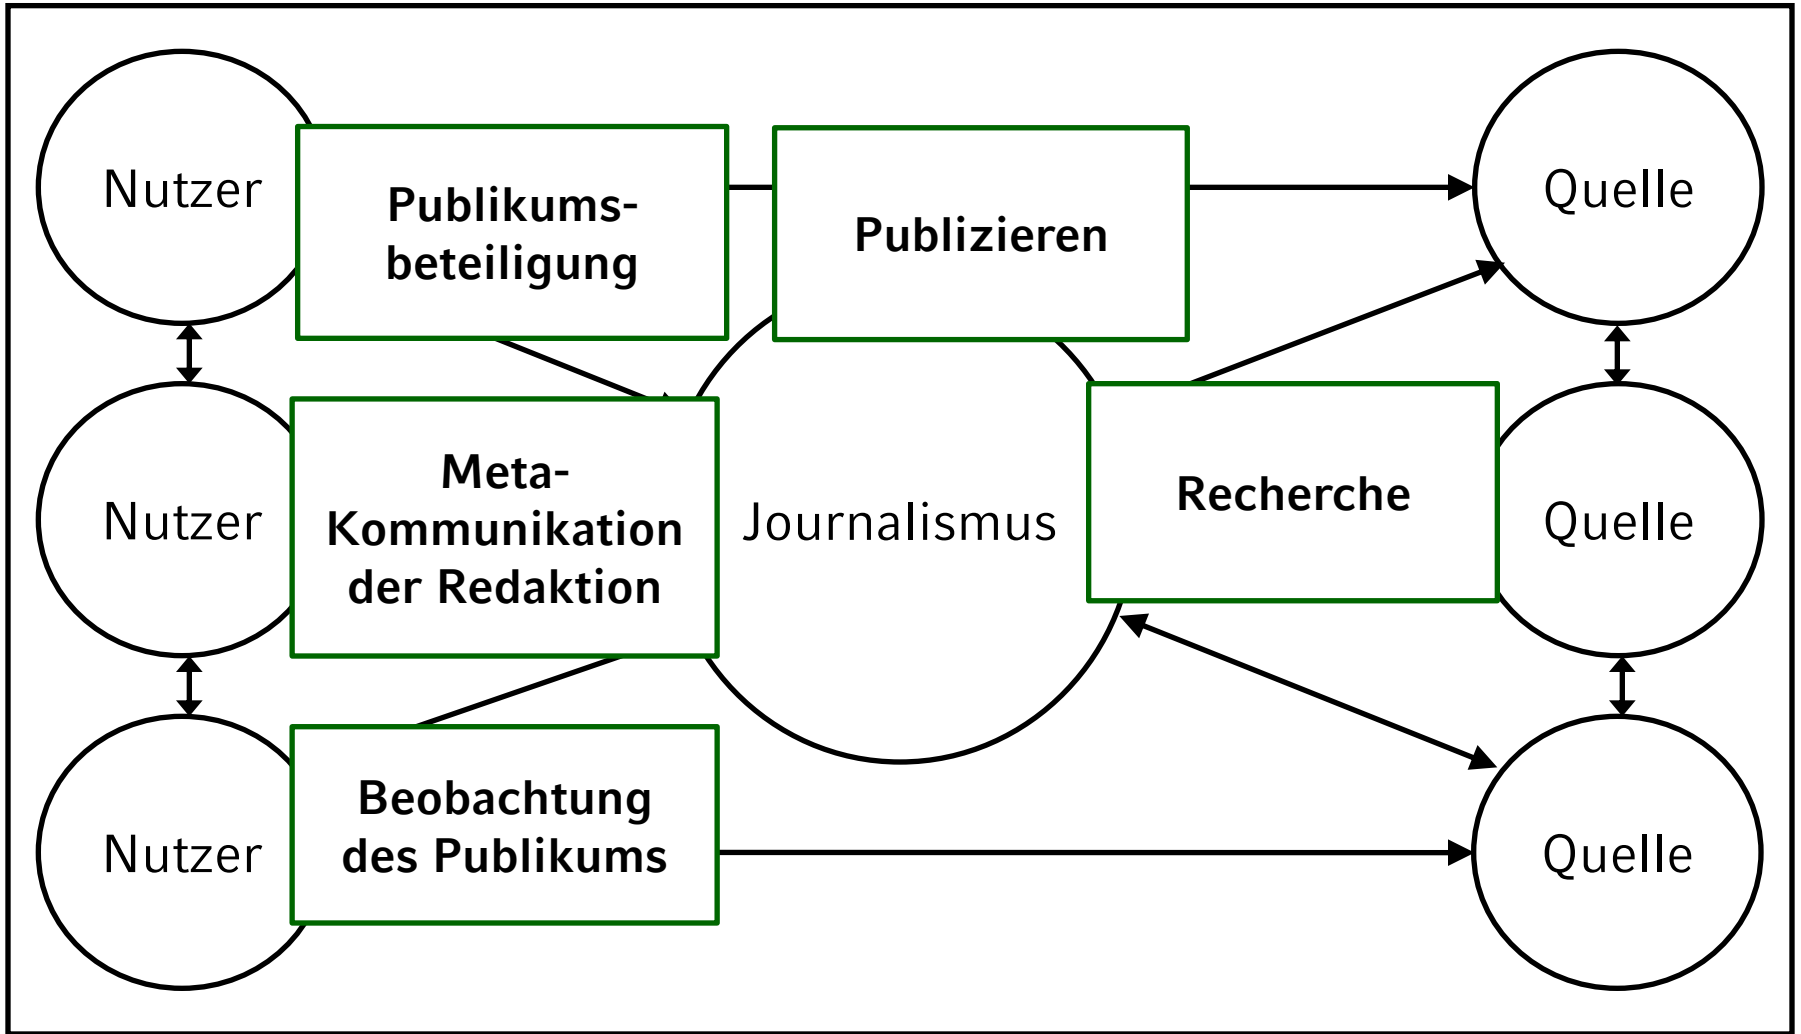 Nutzer
Publikums-
beteiligung
Publizieren
Quelle
Nutzer
Meta-
Kommunikation
der Redaktion
Journalismus
Recherche
Quelle
Nutzer
Beobachtung
des Publikums
Quelle